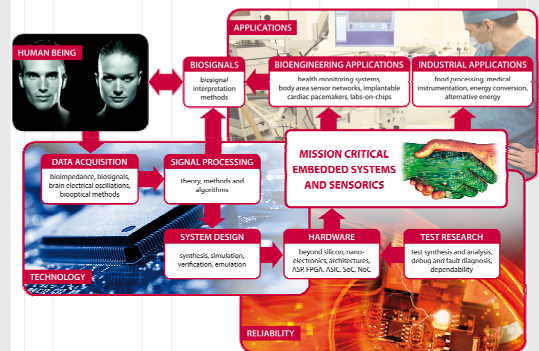 APPLICATIONS
HUMAN BEING
BIOSIGNALS
biosignal
interpretation
methods
BIOENGINEERING APPLICATIONS
health monitoring systems,
body area sensor networks, implantable
cardiac pacemakers, labs-on-chips
INDUSTRIAL APPLICATIONS
food processing, medical
instrumentation, energy conversion,
alternative energy
DATA ACQUISITION
bioimpedance, biosignals,
brain electrical oscillations,
biooptical methods
SIGNAL PROCESSING
theory, methods and
algorithms
MISSION CRITICAL
EMBEDDED SYSTEMS
AND SENSORICS
SYSTEM DESIGN
synthesis, simulation,
verification, emulation
HARDWARE
beyond silicon, nano-
electronics, architectures,
ASP, FPGA, ASIC, SoC, NoC
TEST RESEARCH
test synthesis and analysis,
debug and fault diagnosis,
dependability
TECHNOLOGY
RELIABILITY